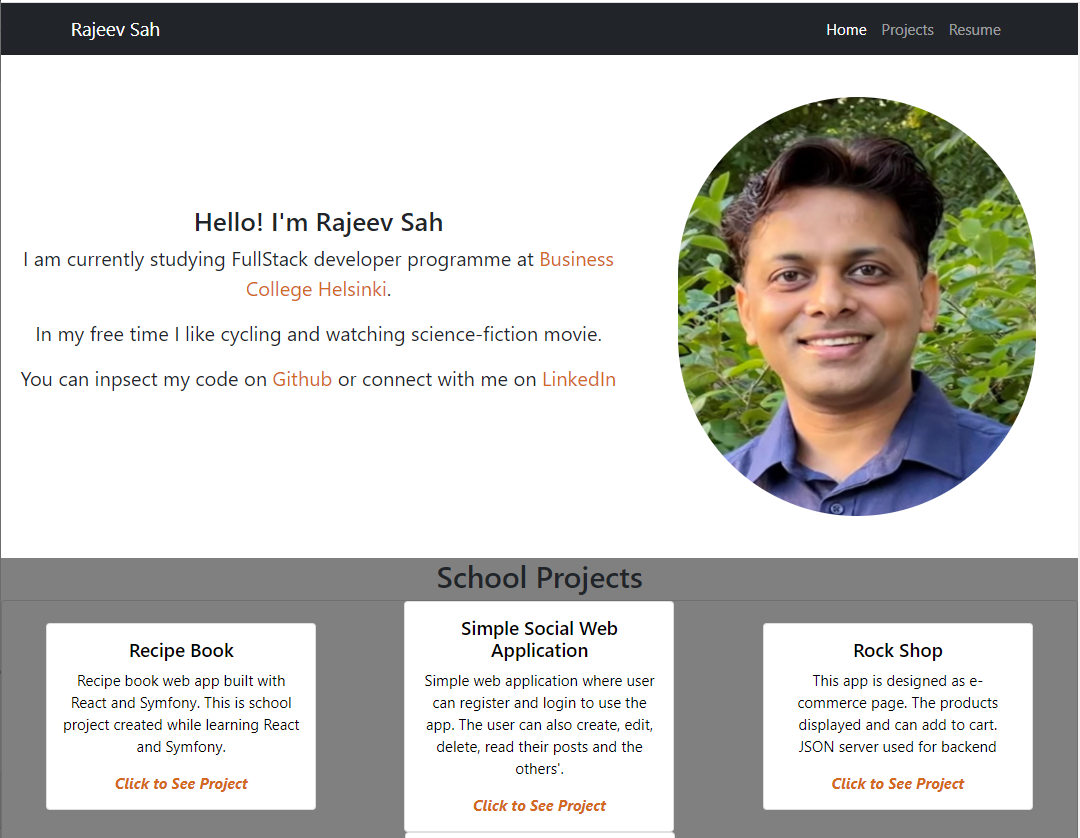 Rajeev Sah
Home Projects Resume
Hello! I'm Rajeev Sah
I am currently studying FullStack developer programme at Business
College Helsinki.
In my free time I like cycling and watching science-fiction movie.
You can inpsect my code on Github or connect with me on LinkedIn
School Projects
Recipe Book
Recipe book web app built with
React and Symfony. This is school
project created while learning React
and Symfony.
Click to See Project
Simple Social Web
Application
Simple web application where user
can register and login to use the
app. The user can also create, edit,
delete, read their posts and the
others'.
Click to See Project
Rock Shop
This app is designed as e-
commerce page. The products
displayed and can add to cart.
JSON server used for backend
Click to See Project